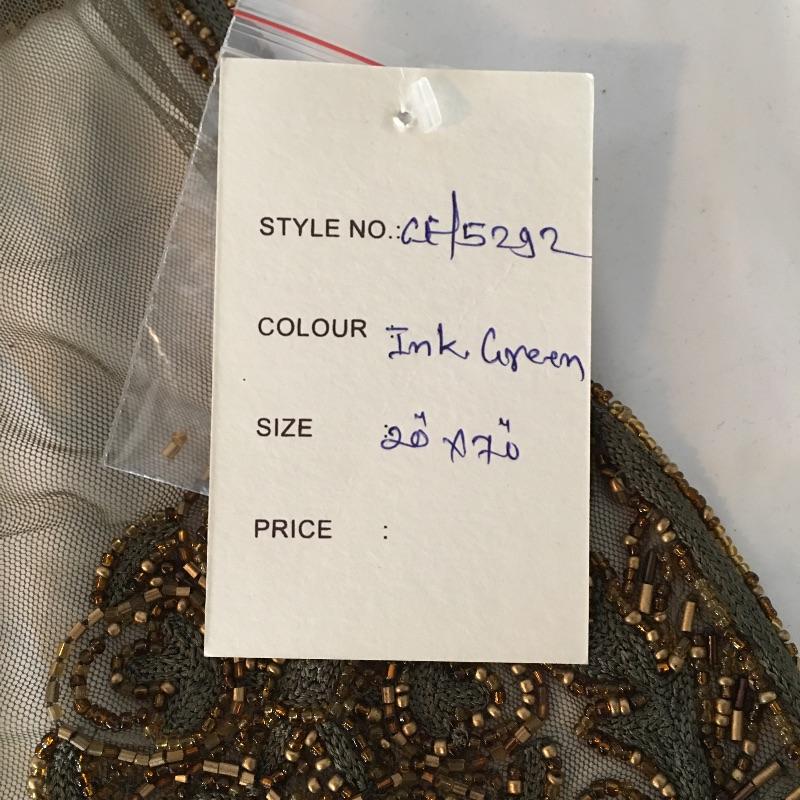 STYLE NO.: CE/5292
COLOUR Ink Green
SIZE : 20" x 70"
PRICE :